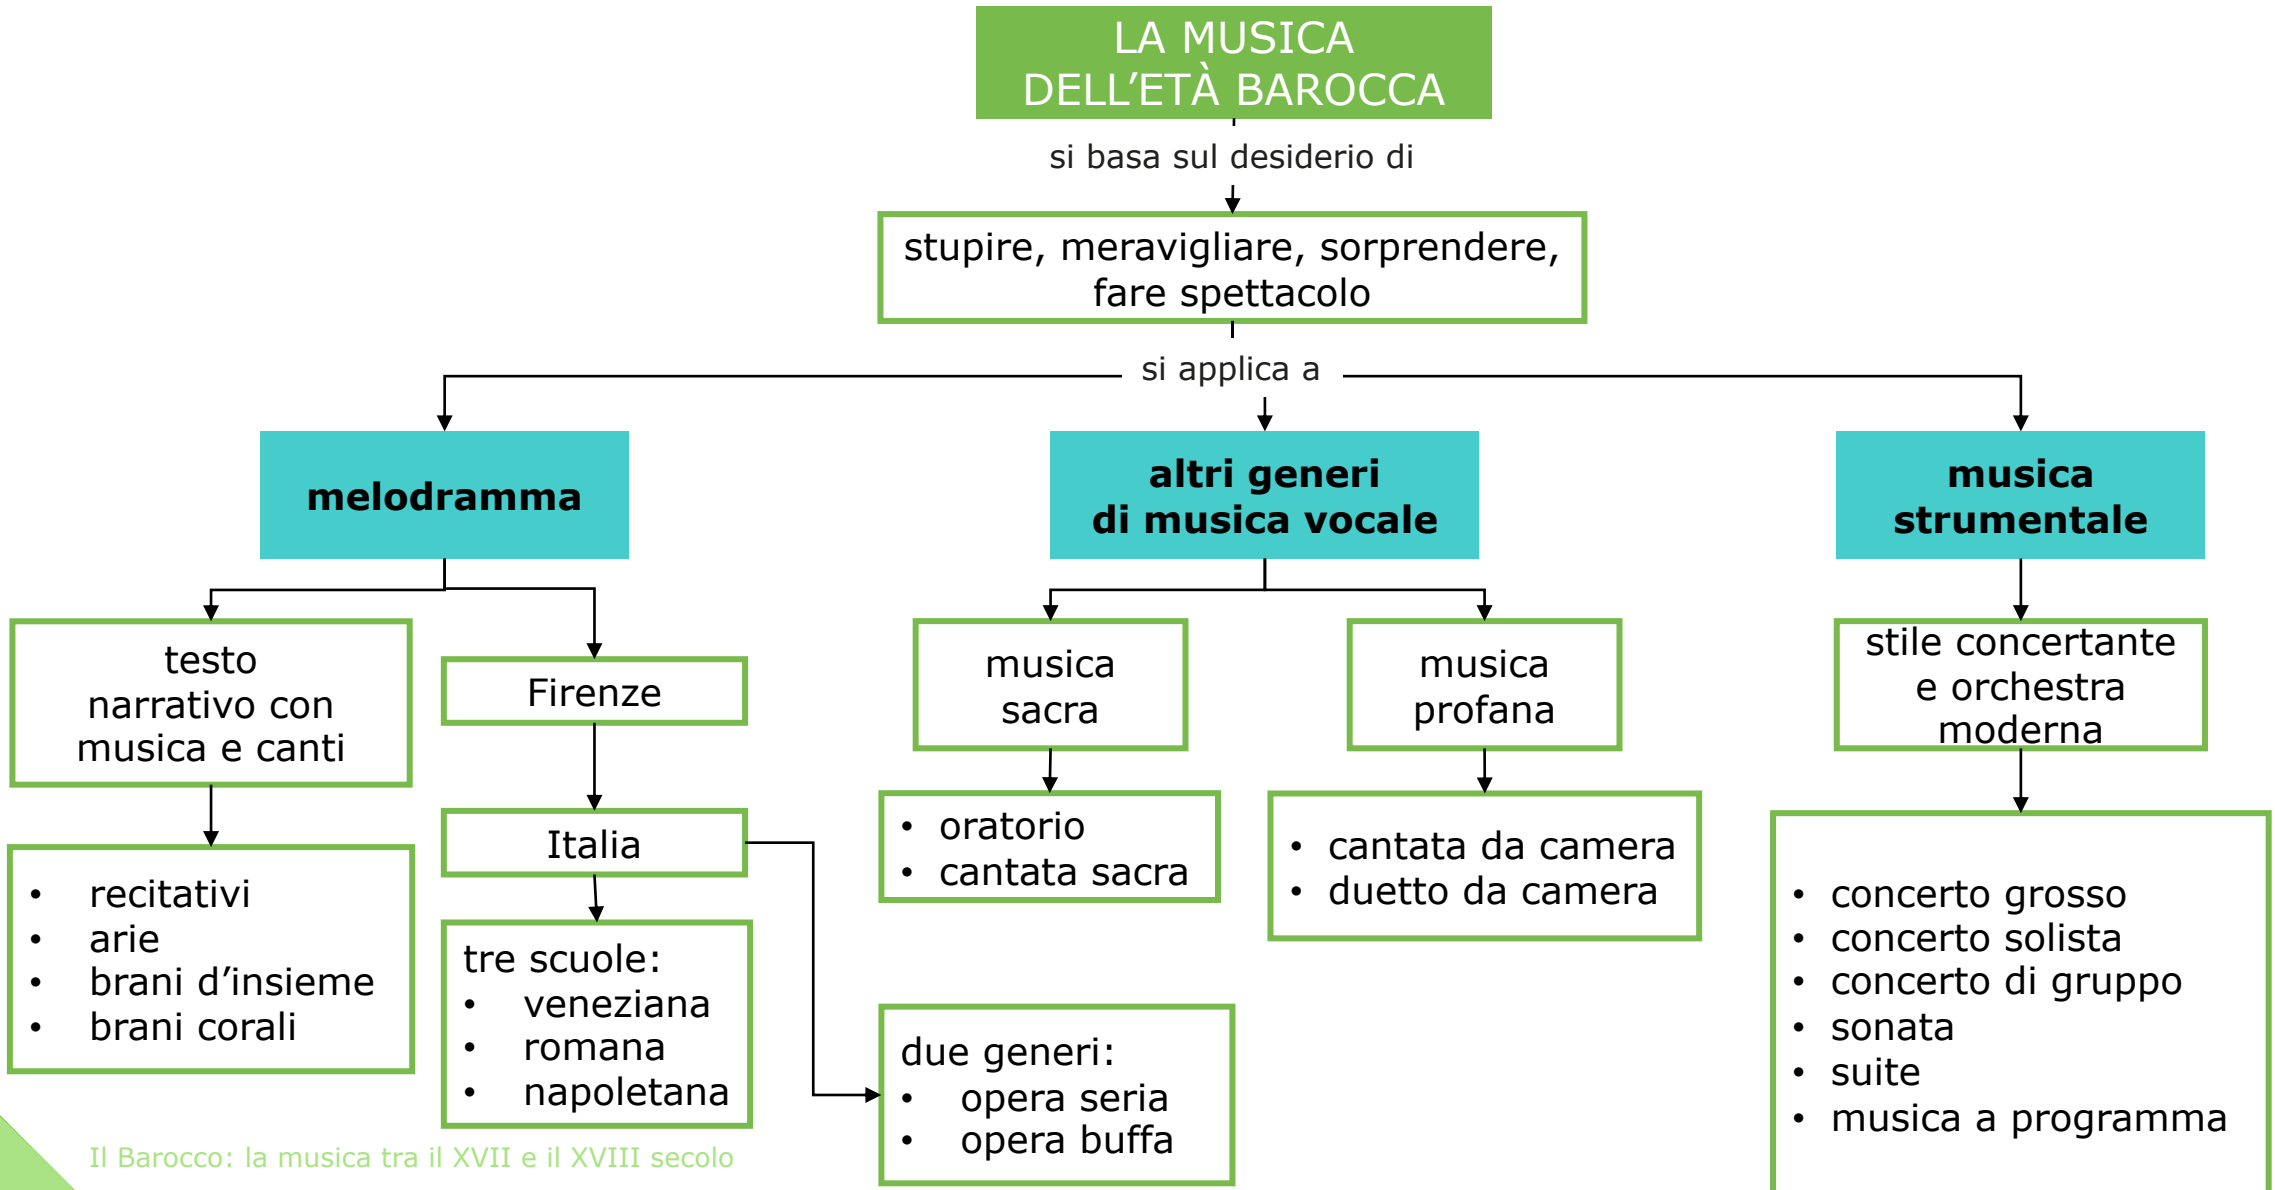 LA MUSICA
DELL’ETÀ BAROCCA
si basa sul desiderio di
stupire, meravigliare, sorprendere,
fare spettacolo
si applica a
melodramma
altri generi
di musica vocale
musica
strumentale
testo
narrativo con
musica e canti
Firenze
musica
sacra
musica
profana
stile concertante
e orchestra
moderna
Italia
• recitativi
• arie
• brani d’insieme
• brani corali
tre scuole:
• veneziana
• romana
• napoletana
• oratorio
• cantata sacra
• cantata da camera
• duetto da camera
due generi:
• opera seria
• opera buffa
• concerto grosso
• concerto solista
• concerto di gruppo
• sonata
• suite
• musica a programma
Il Barocco: la musica tra il XVII e il XVIII secolo